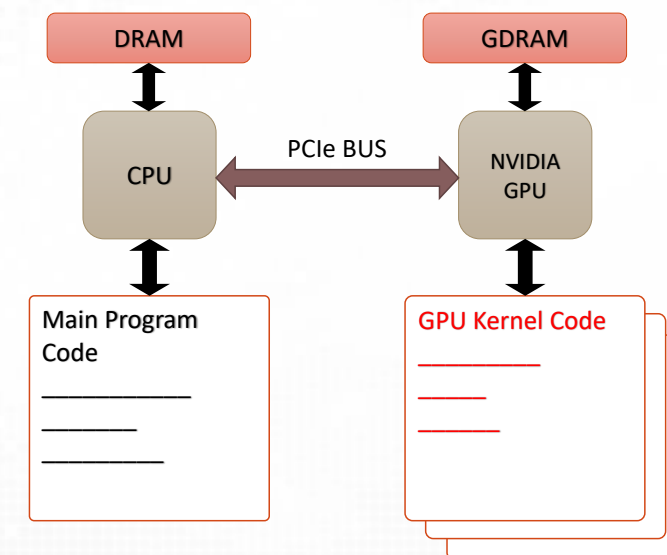 DRAM
GDRAM
PCIe BUS
CPU
NVIDIA
GPU
Main Program
Code
GPU Kernel Code